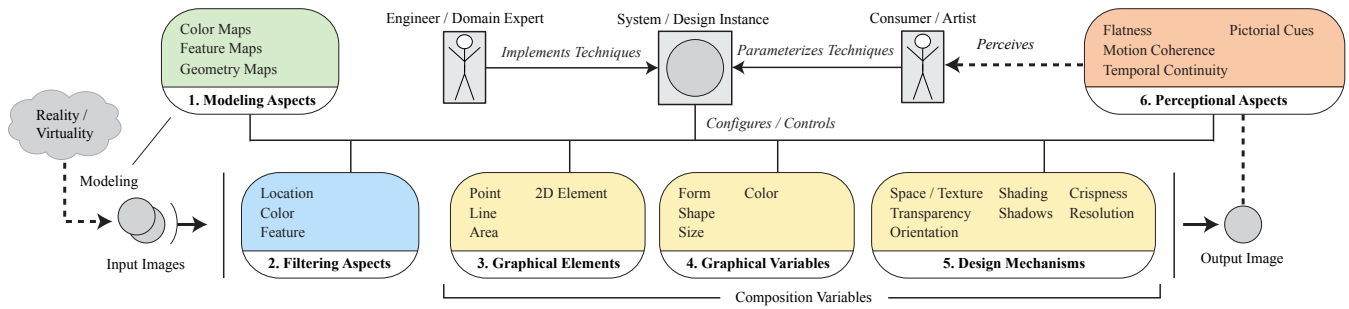 Color Maps
Feature Maps
Geometry Maps
1. Modeling Aspects
Engineer / Domain Expert
Implements Techniques
System / Design Instance
Parameterizes Techniques
Consumer / Artist
Perceives
Flatness Pictorial Cues
Motion Coherence
Temporal Continuity
6. Perceptional Aspects
Reality /
Virtuality
Configures / Controls
Modeling
Input Images
Location
Color
Feature
2. Filtering Aspects
Point 2D Element
Line
Area
3. Graphical Elements
Form Color
Shape
Size
4. Graphical Variables
Space / Texture Shading Crispness
Transparency Shadows Resolution
Orientation
5. Design Mechanisms
Output Image
Composition Variables